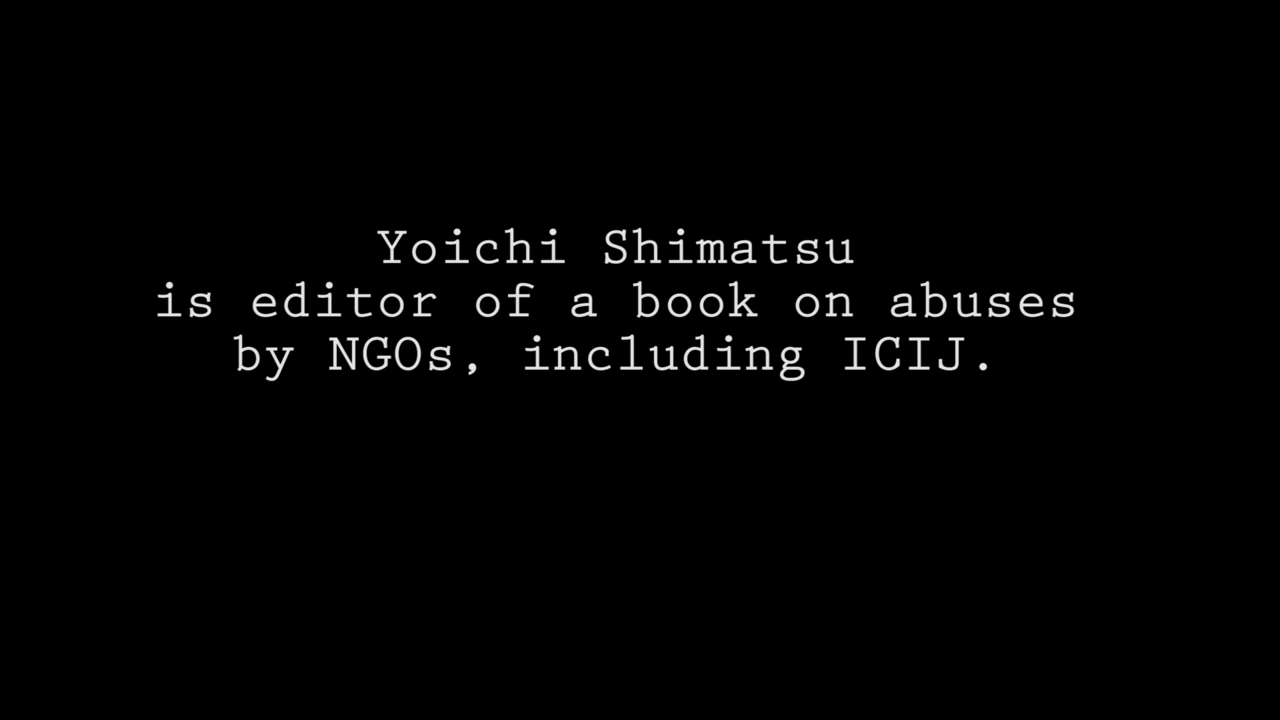 Yoichi Shimatsu
is editor of a book on abuses
by NGOs, including ICIJ.